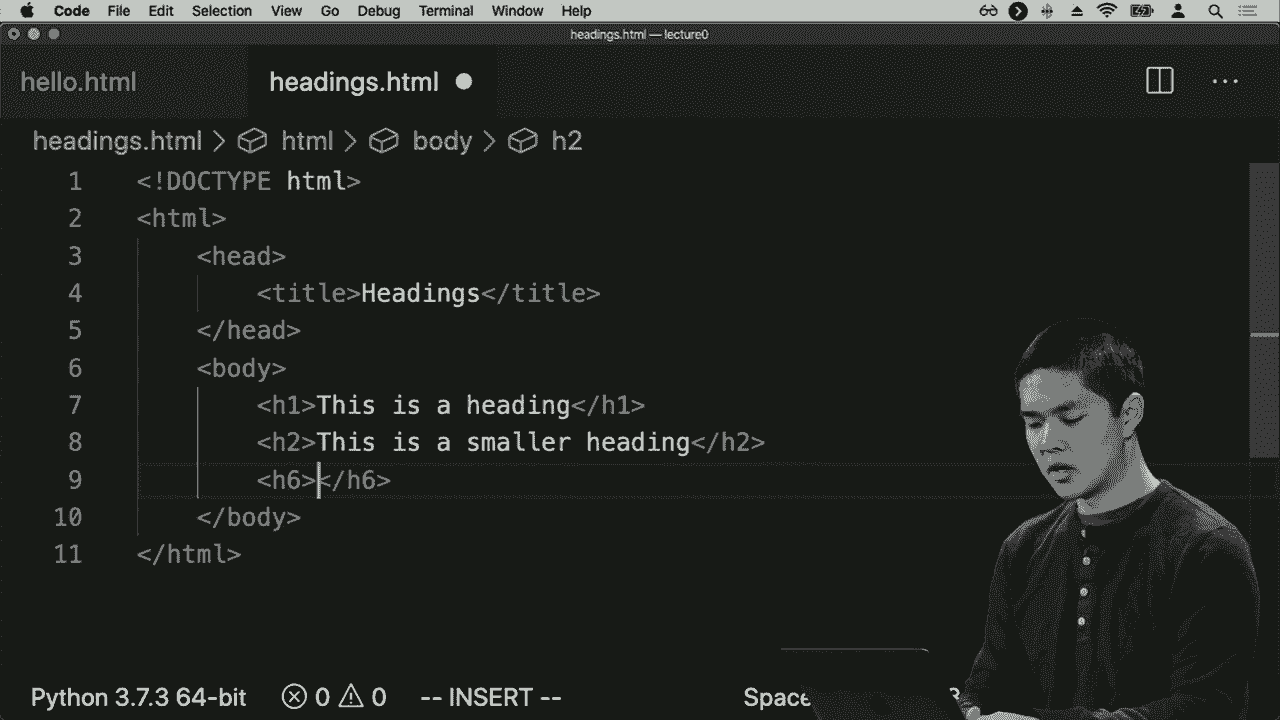 Code File Edit Selection View Go Debug Terminal Window Help
headings.html — lecture0
hello.html headings.html
headings.html > html > body > h2
1 <!DOCTYPE html>
2 <html>
3 <head>
4 <title>Headings</title>
5 </head>
6 <body>
7 <h1>This is a heading</h1>
8 <h2>This is a smaller heading</h2>
9 <h6></h6>
10 </body>
11 </html>
Python 3.7.3 64-bit 0 0 -- INSERT --